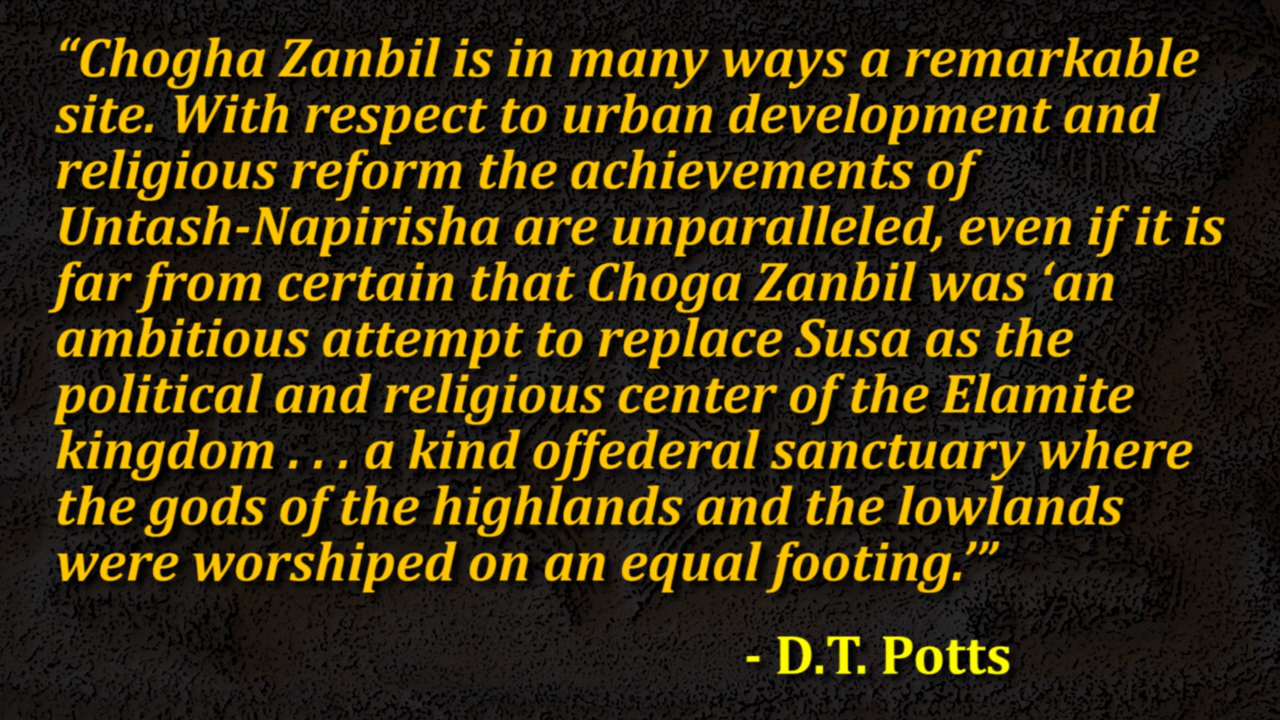 “Chogha Zanbil is in many ways a remarkable
site. With respect to urban development and
religious reform the achievements of
Untash-Napirisha are unparalleled, even if it is
far from certain that Choga Zanbil was ‘an
ambitious attempt to replace Susa as the
political and religious center of the Elamite
kingdom . . . a kind offederal sanctuary where
the gods of the highlands and the lowlands
were worshiped on an equal footing.’”
- D.T. Potts